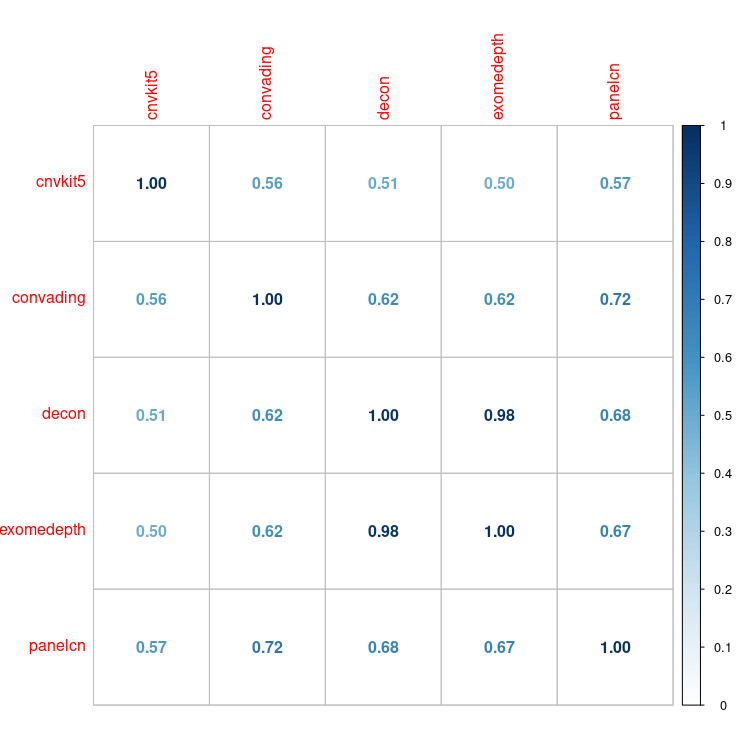 cnvkit5 convading decon exomedepth panelcn
cnvkit5 1.00 0.56 0.51 0.50 0.57
convading 0.56 1.00 0.62 0.62 0.72
decon 0.51 0.62 1.00 0.98 0.68
exomedepth 0.50 0.62 0.98 1.00 0.67
panelcn 0.57 0.72 0.68 0.67 1.00
1
0.9
0.8
0.7
0.6
0.5
0.4
0.3
0.2
0.1
0